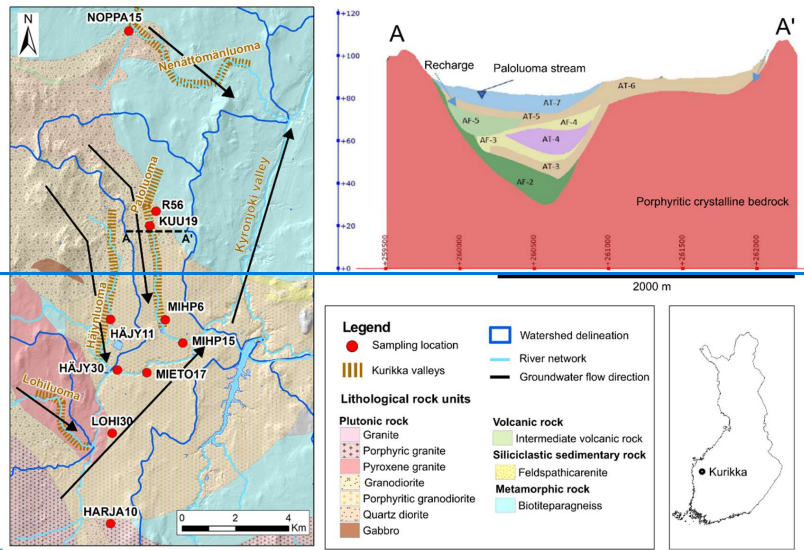 N
NOPPA15
Nenättömänluoma
Paloluoma
R56
KUU19
A
A'
Kyronjoki valley
Häjynluoma
MIHP6
HÄJY11
MIHP15
HÄJY30
MIETO17
Lohiluoma
LOHI30
HARJA10
0 2 4
Km
+120
+100
+80
+60
+40
+20
+0
A
A'
Recharge
Paloluoma stream
AT-7
AT-6
AT-5
AF-5
AF-4
AF-3
AT-4
AT-3
AF-2
Porphyritic crystalline bedrock
+259500
+260000
+260500
+261000
+261500
+262000
2000 m
Legend
Sampling location
Kurikka valleys
Watershed delineation
River network
Groundwater flow direction
Lithological rock units
Plutonic rock
Granite
Porphyric granite
Pyroxene granite
Granodiorite
Porphyritic granodiorite
Quartz diorite
Gabbro
Volcanic rock
Intermediate volcanic rock
Siliciclastic sedimentary rock
Feldspathicarenite
Metamorphic rock
Biotiteparagneiss
Kurikka